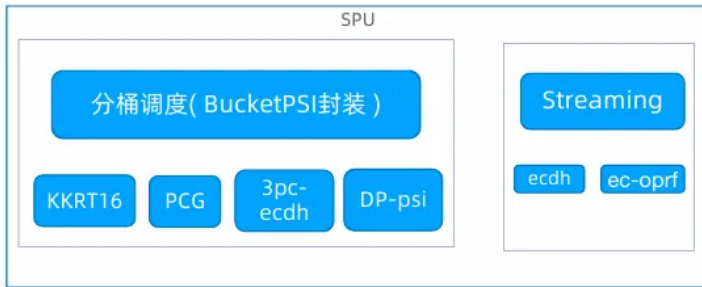 SPU
分桶调度( BucketPSI封装 )
KKRT16
PCG
3pc-
ecdh
DP-psi
Streaming
ecdh
ec-oprf